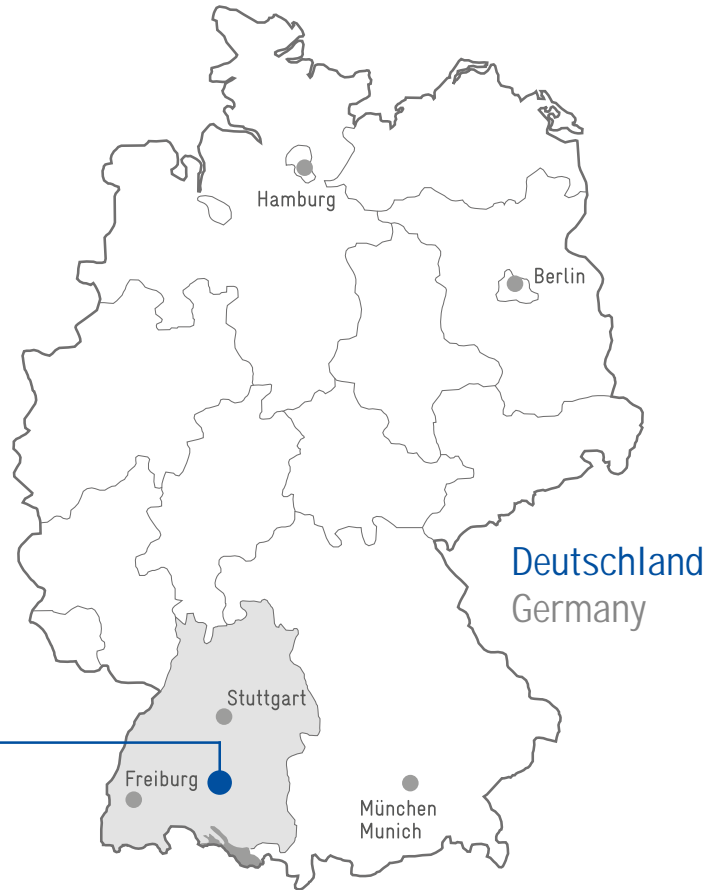 Hamburg
Berlin
Deutschland
Germany
Stuttgart
Freiburg
München
Munich